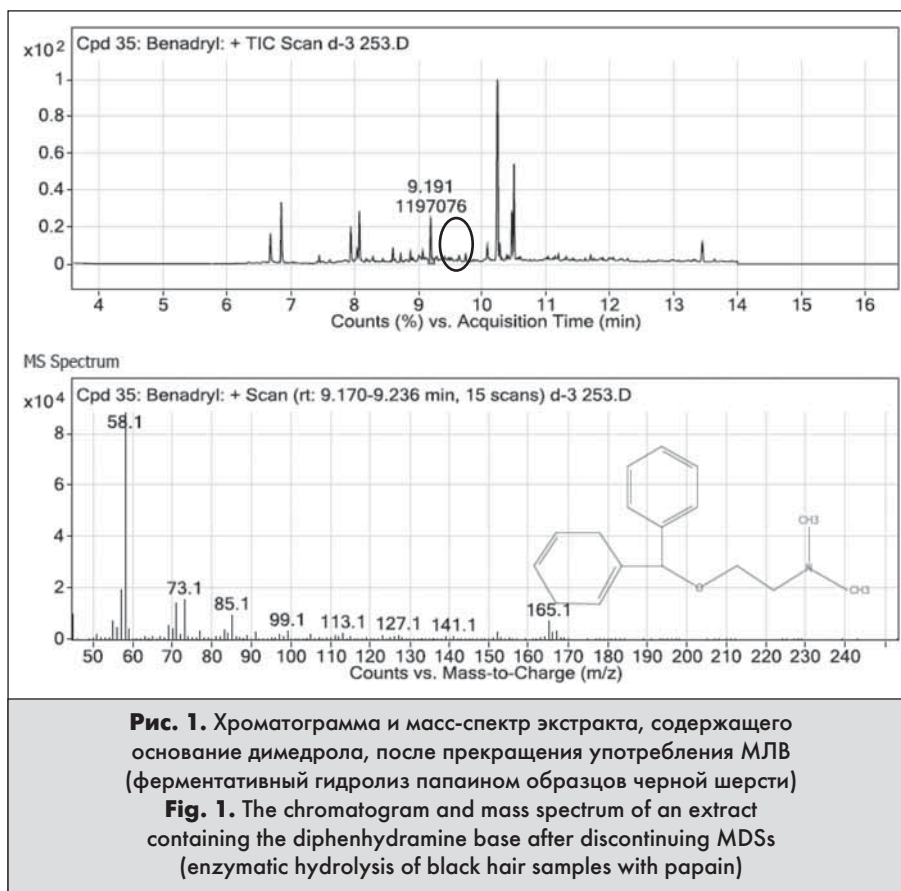 Cpd 35: Benadryl: + TIC Scan d-3 253.D
x10 2
1
0.8
0.6
0.4
0.2
0
9.191
1197076
4 5 6 7 8 9 10 11 12 13 14 15 16
Counts (%) vs. Acquisition Time (min)
MS Spectrum
Cpd 35: Benadryl: + Scan (rt: 9.170-9.236 min, 15 scans) d-3 253.D
x10 4
8
6
4
2
0
58.1
73.1
85.1
99.1
113.1
127.1
141.1
165.1
CH3
N
O
CH3
50 60 70 80 90 100 110 120 130 140 150 160 170 180 190 200 210 220 230 240
Counts vs. Mass-to-Charge (m/z)
Рис. 1. Хроматограмма и масс-спектр экстракта, содержащего
основание димедрола, после прекращения употребления МЛВ
(ферментативный гидролиз папаином образцов черной шерсти)
Fig. 1. The chromatogram and mass spectrum of an extract
containing the diphenhydramine base after discontinuing MDSs
(enzymatic hydrolysis of black hair samples with papain)